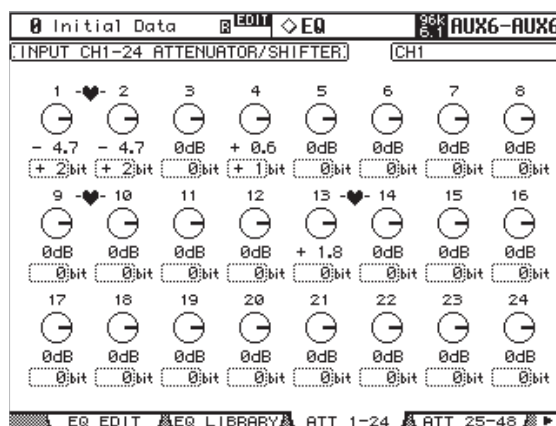 0 Initial Data R EDIT ◇EQ 96k 6.1 AUX6-AUX6
INPUT CH1-24 ATTENUATOR/SHIFTER CH1
1 -♥- 2 3 4 5 6 7 8
- 4.7 - 4.7 0dB + 0.6 0dB 0dB 0dB 0dB
+ 2bit + 2bit 0bit + 1bit 0bit 0bit 0bit 0bit
9 -♥- 10 11 12 13 -♥- 14 15 16
0dB 0dB 0dB 0dB + 1.8 0dB 0dB 0dB
0bit 0bit 0bit 0bit 0bit 0bit 0bit 0bit
17 18 19 20 21 22 23 24
0dB 0dB 0dB 0dB 0dB 0dB 0dB 0dB
0bit 0bit 0bit 0bit 0bit 0bit 0bit 0bit
EQ EDIT EQ LIBRARY ATT 1-24 ATT 25-48